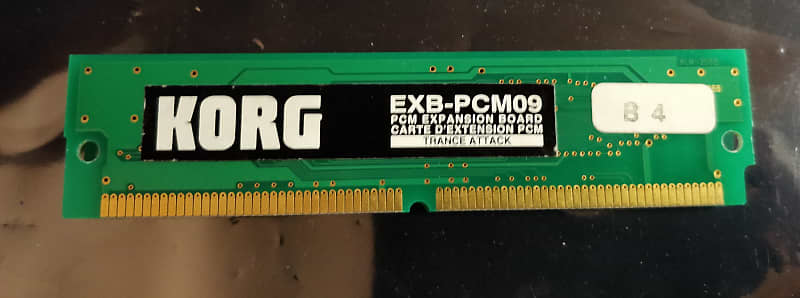 KORG
EXB-PCM09
PCM EXPANSION BOARD
CARTE D'EXTENSION PCM
TRANCE ATTACK
B 4